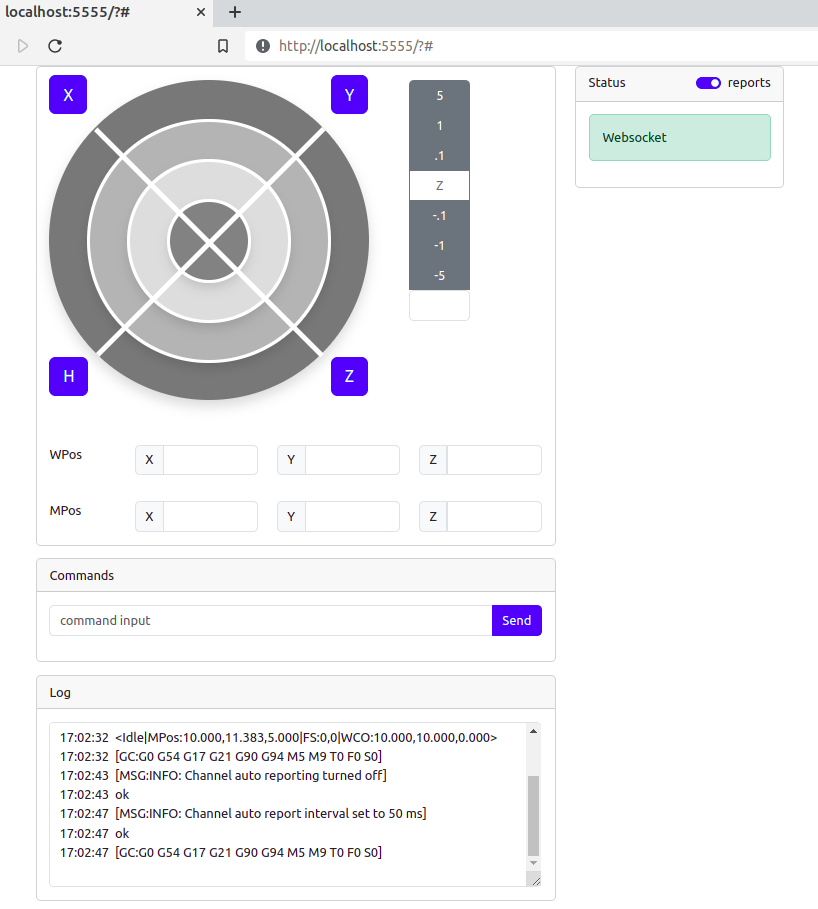 localhost:5555/?#
http://localhost:5555/?#
X
Y
H
Z
5
1
.1
Z
-.1
-1
-5
WPos X Y Z
MPos X Y Z
Status reports
Websocket
Commands
command input Send
Log
17:02:32 <Idle|MPos:10.000,11.383,5.000|FS:0,0|WCO:10.000,10.000,0.000>
17:02:32 [GC:G0 G54 G17 G21 G90 G94 M5 M9 T0 F0 S0]
17:02:43 [MSG:INFO: Channel auto reporting turned off]
17:02:43 ok
17:02:47 [MSG:INFO: Channel auto report interval set to 50 ms]
17:02:47 ok
17:02:47 [GC:G0 G54 G17 G21 G90 G94 M5 M9 T0 F0 S0]